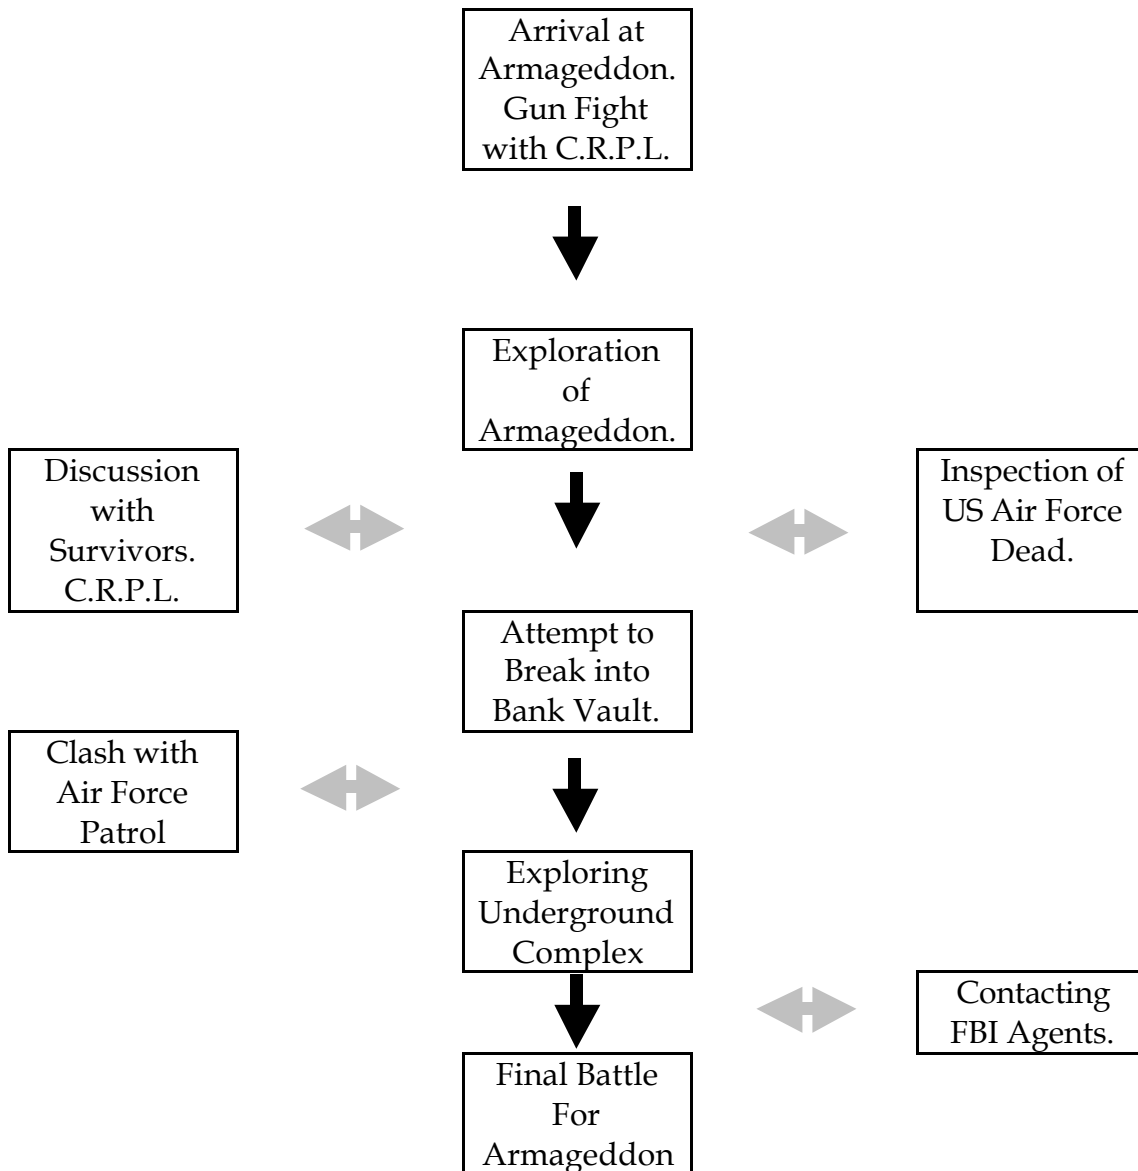 Arrival at
Armageddon.
Gun Fight
with C.R.P.L.
Exploration
of
Armageddon.
Discussion
with
Survivors.
C.R.P.L.
Inspection of
US Air Force
Dead.
Attempt to
Break into
Bank Vault.
Clash with
Air Force
Patrol
Exploring
Underground
Complex
Contacting
FBI Agents.
Final Battle
For
Armageddon